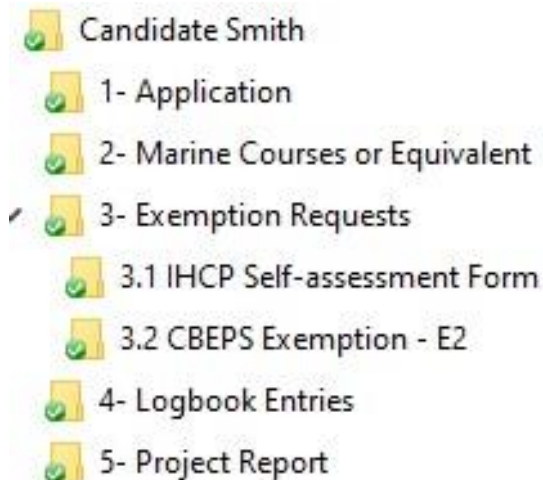 Candidate Smith
1- Application
2- Marine Courses or Equivalent
3- Exemption Requests
3.1 IHCP Self-assessment Form
3.2 CBEPS Exemption - E2
4- Logbook Entries
5- Project Report